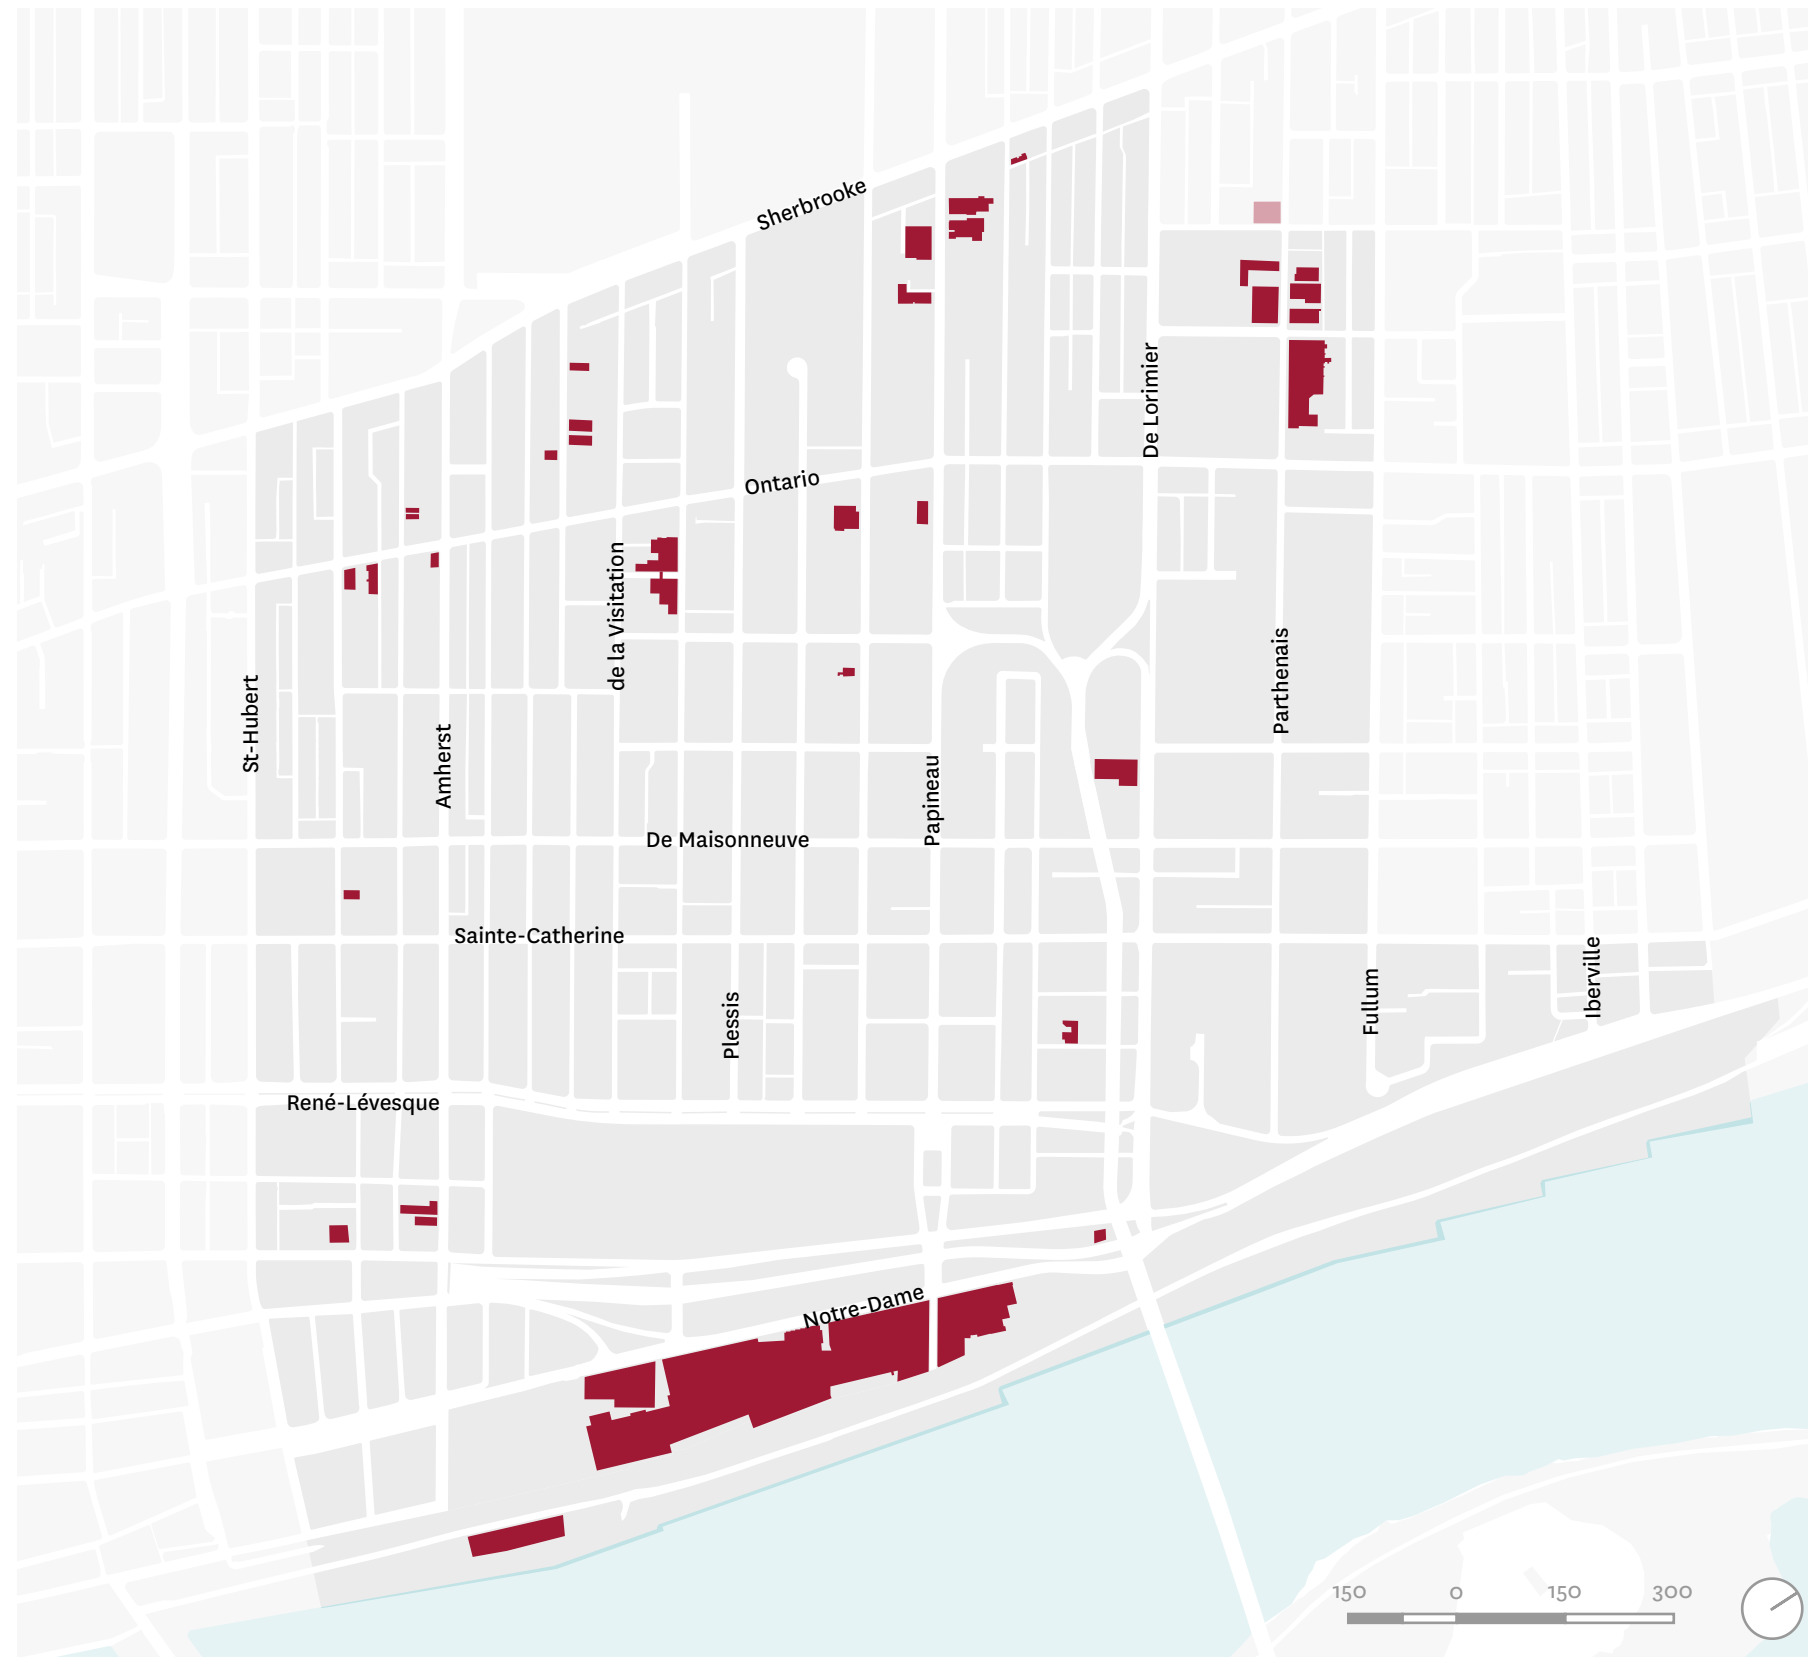 Sherbrooke
De Lorimier
Ontario
de la Visitation
Parthenais
St-Hubert
Amherst
Papineau
De Maisonneuve
Sainte-Catherine
Iberville
Fullum
Plessis
René-Lévesque
Notre-Dame
150 0 150 300